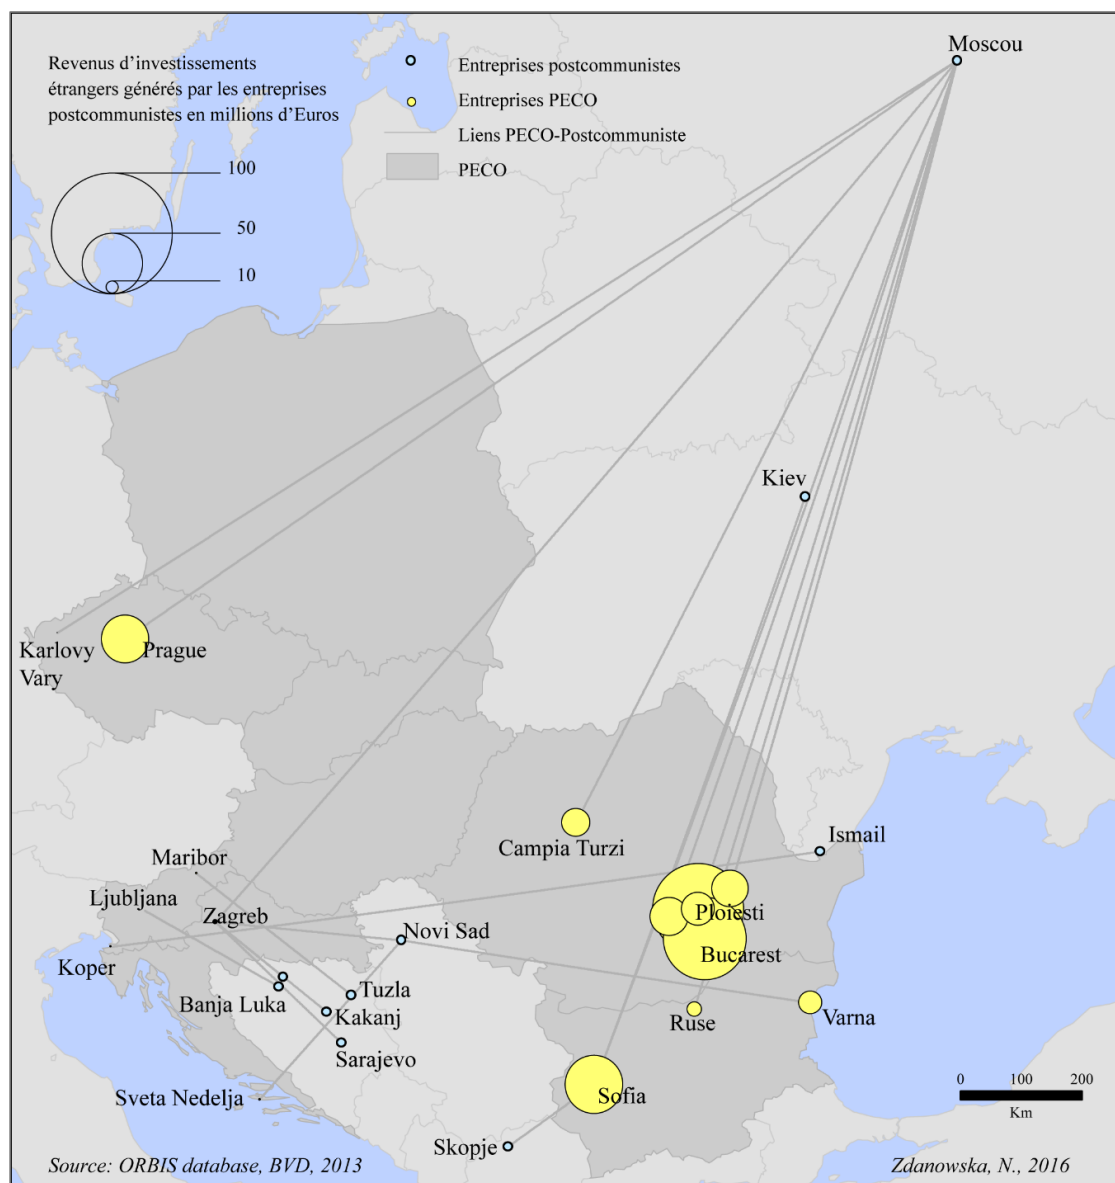 Moscou
Revenus d'investissements
étrangers générés par les entreprises
postcommunistes en millions d'Euros
100
50
10
Entreprises postcommunistes
Entreprises PECO
Liens PECO-Postcommuniste
PECO
Kiev
Karlovy
Vary
Prague
Campia Turzi
Ismail
Maribor
Ljubljana
Zagreb
Novi Sad
Ploiesti
Bucarest
Koper
Banja Luka
Tuzla
Kakanj
Sarajevo
Ruse
Varna
Sveta Nedelja
Sofia
Skopje
0 100 200
Km
Source: ORBIS database, BVD, 2013
Zdanowska, N., 2016